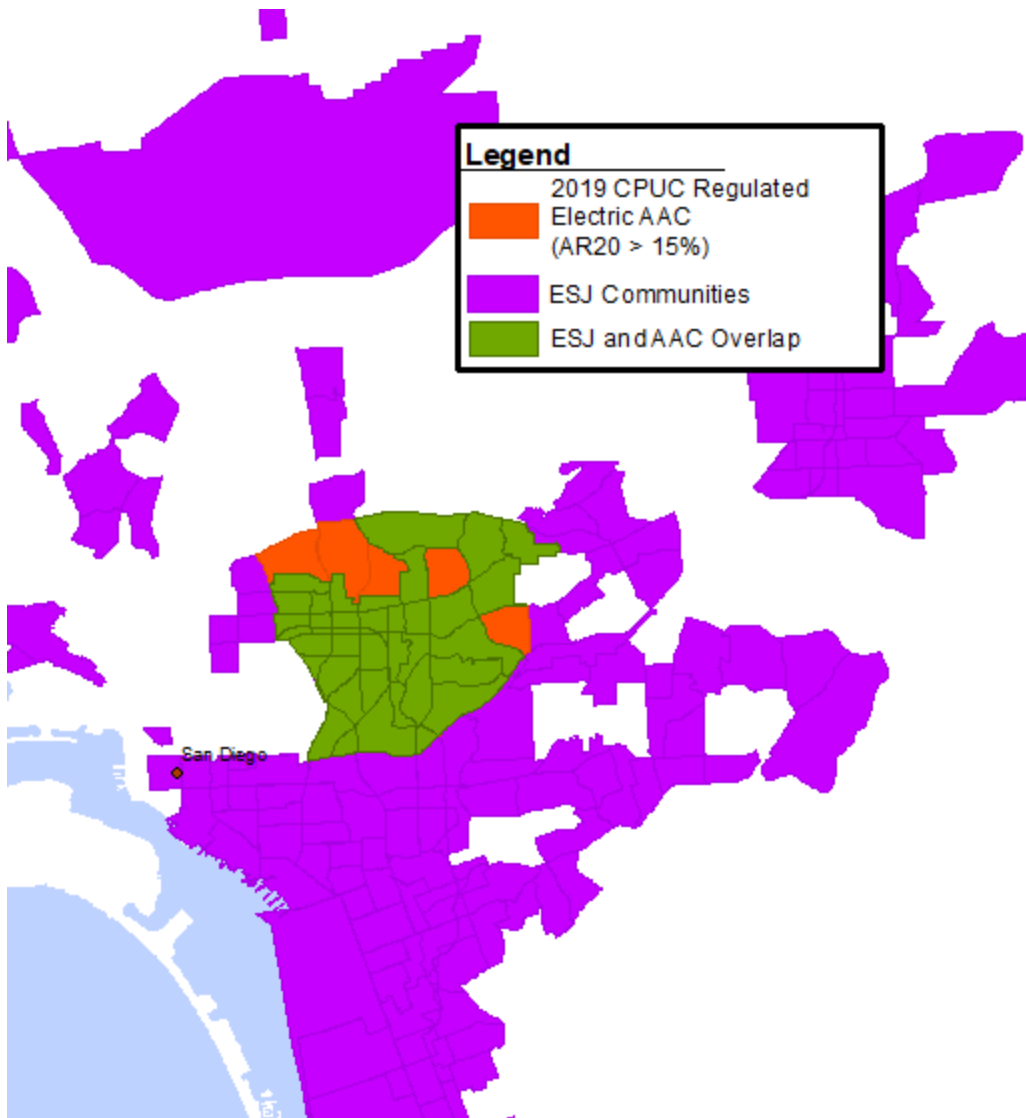 Legend
2019 CPUC Regulated
Electric AAC
(AR20 > 15%)
ESJ Communities
ESJ and AAC Overlap
San Diego